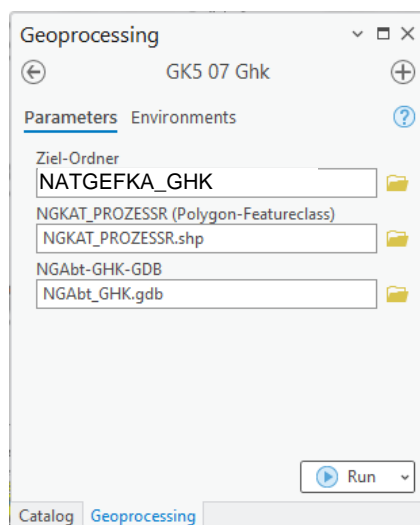 Geoprocessing
GK5 07 Ghk
Parameters Environments
Ziel-Ordner
NATGEFKA_GHK
NGKAT_PROZESSR (Polygon-Featureclass)
NGKAT_PROZESSR.shp
NGAbt-GHK-GDB
NGAbt_GHK.gdb
Run
Catalog Geoprocessing